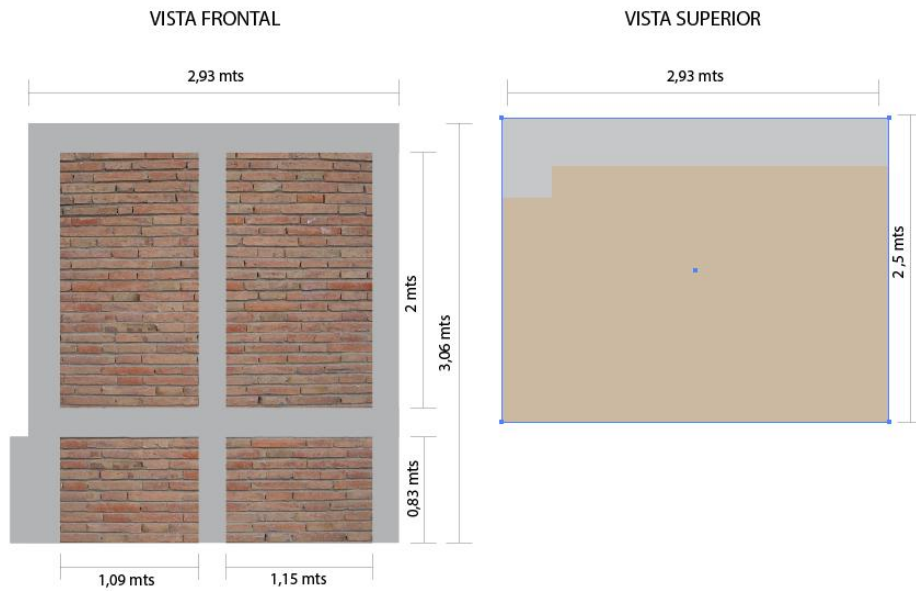 VISTA FRONTAL
VISTA SUPERIOR
2,93 mts
2,93 mts
2 mts
3,06 mts
2 ,5 mts
0,83 mts
1,09 mts
1,15 mts